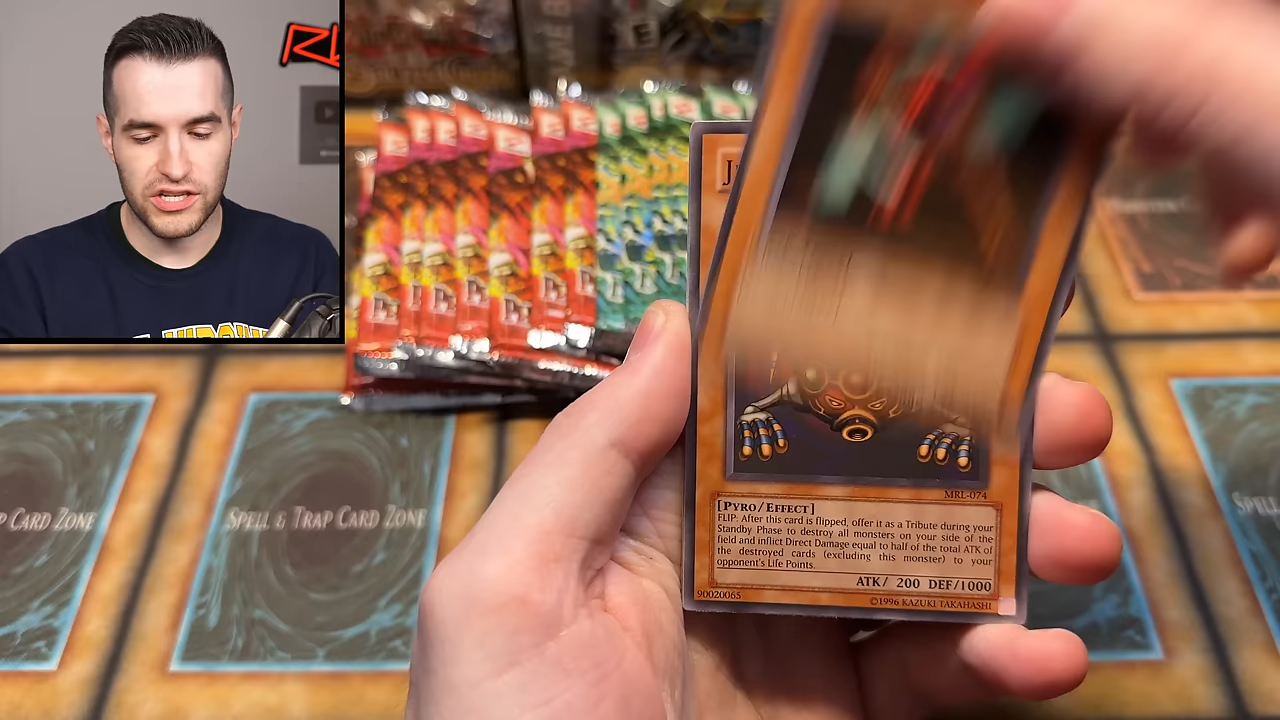 RU
E
J
MRL-074
[PYRO/EFFECT]
FLIP: After this card is flipped, offer it as a Tribute during your
Standby Phase to destroy all monsters on your side of the
field and inflict Direct Damage equal to half of the total ATK of
the destroyed cards (excluding this monster) to your
opponent's Life Points.
ATK/ 200 DEF/1000
90020065
©1996 KAZUKI TAKAHASHI
P CARD ZONE
SPELL & TRAP CARD ZONE
SPELL